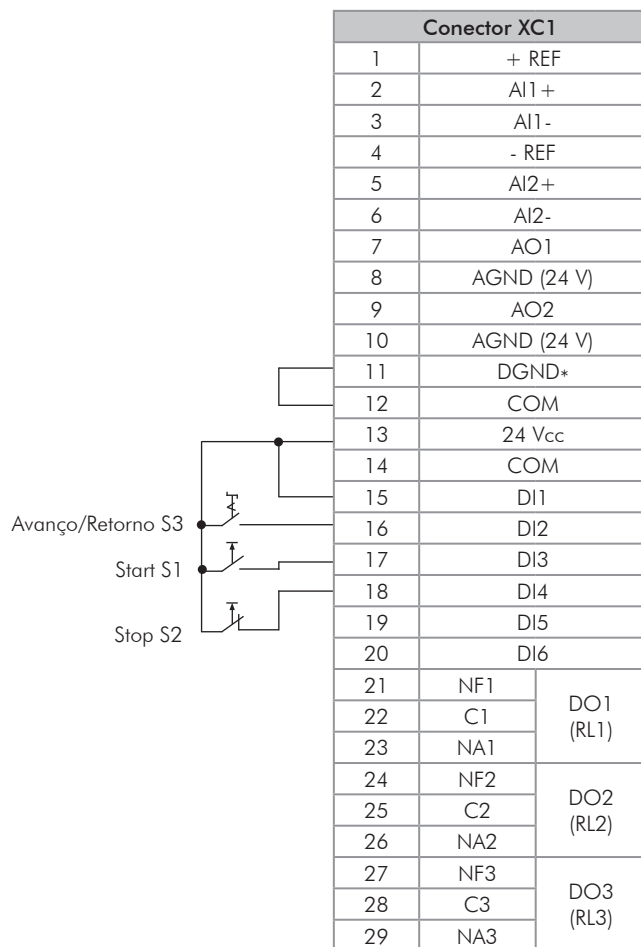 Conector XC1
1 + REF
2 AI1+
3 AI1-
4 - REF
5 AI2+
6 AI2-
7 AO1
8 AGND (24 V)
9 AO2
10 AGND (24 V)
11 DGND*
12 COM
13 24 Vcc
14 COM
15 DI1
Avanço/Retorno S3 16 DI2
Start S1 17 DI3
18 DI4
Stop S2 19 DI5
20 DI6
21 NF1
22 C1 DO1
(RL1)
23 NA1
24 NF2
25 C2 DO2
(RL2)
26 NA2
27 NF3
28 C3 DO3
(RL3)
29 NA3